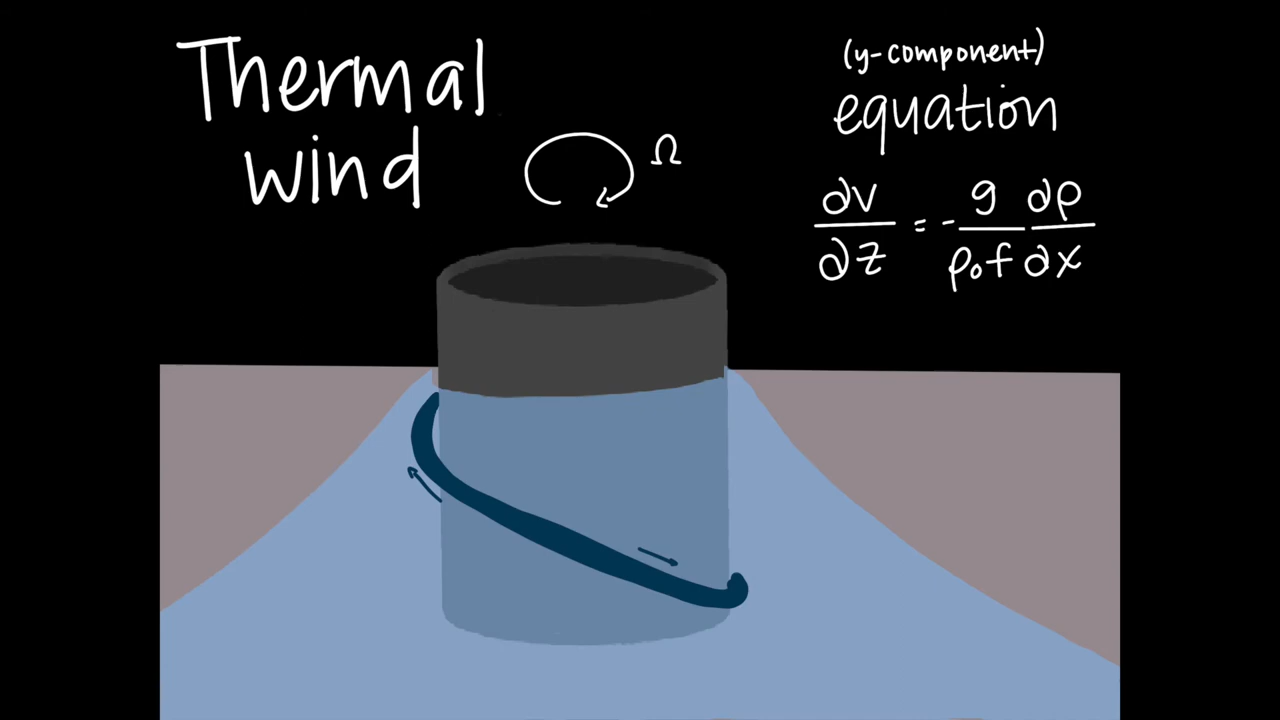 Thermal
wind
Ω
(y-component)
equation
∂v/∂z = - g/ρ₀f ∂ρ/∂x